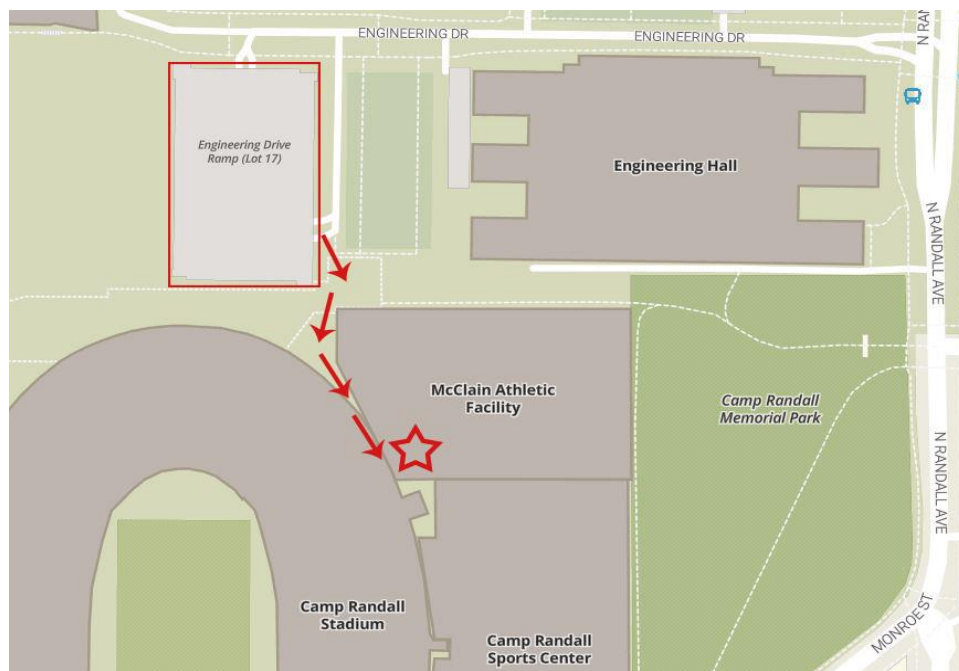 ENGINEERING DR
ENGINEERING DR
N RAN
Engineering Drive
Ramp (Lot 17)
Engineering Hall
N RANDALL AVE
McClain Athletic
Facility
Camp Randall
Memorial Park
N RANDALL AVE
Camp Randall
Stadium
Camp Randall
Sports Center
MONROE ST